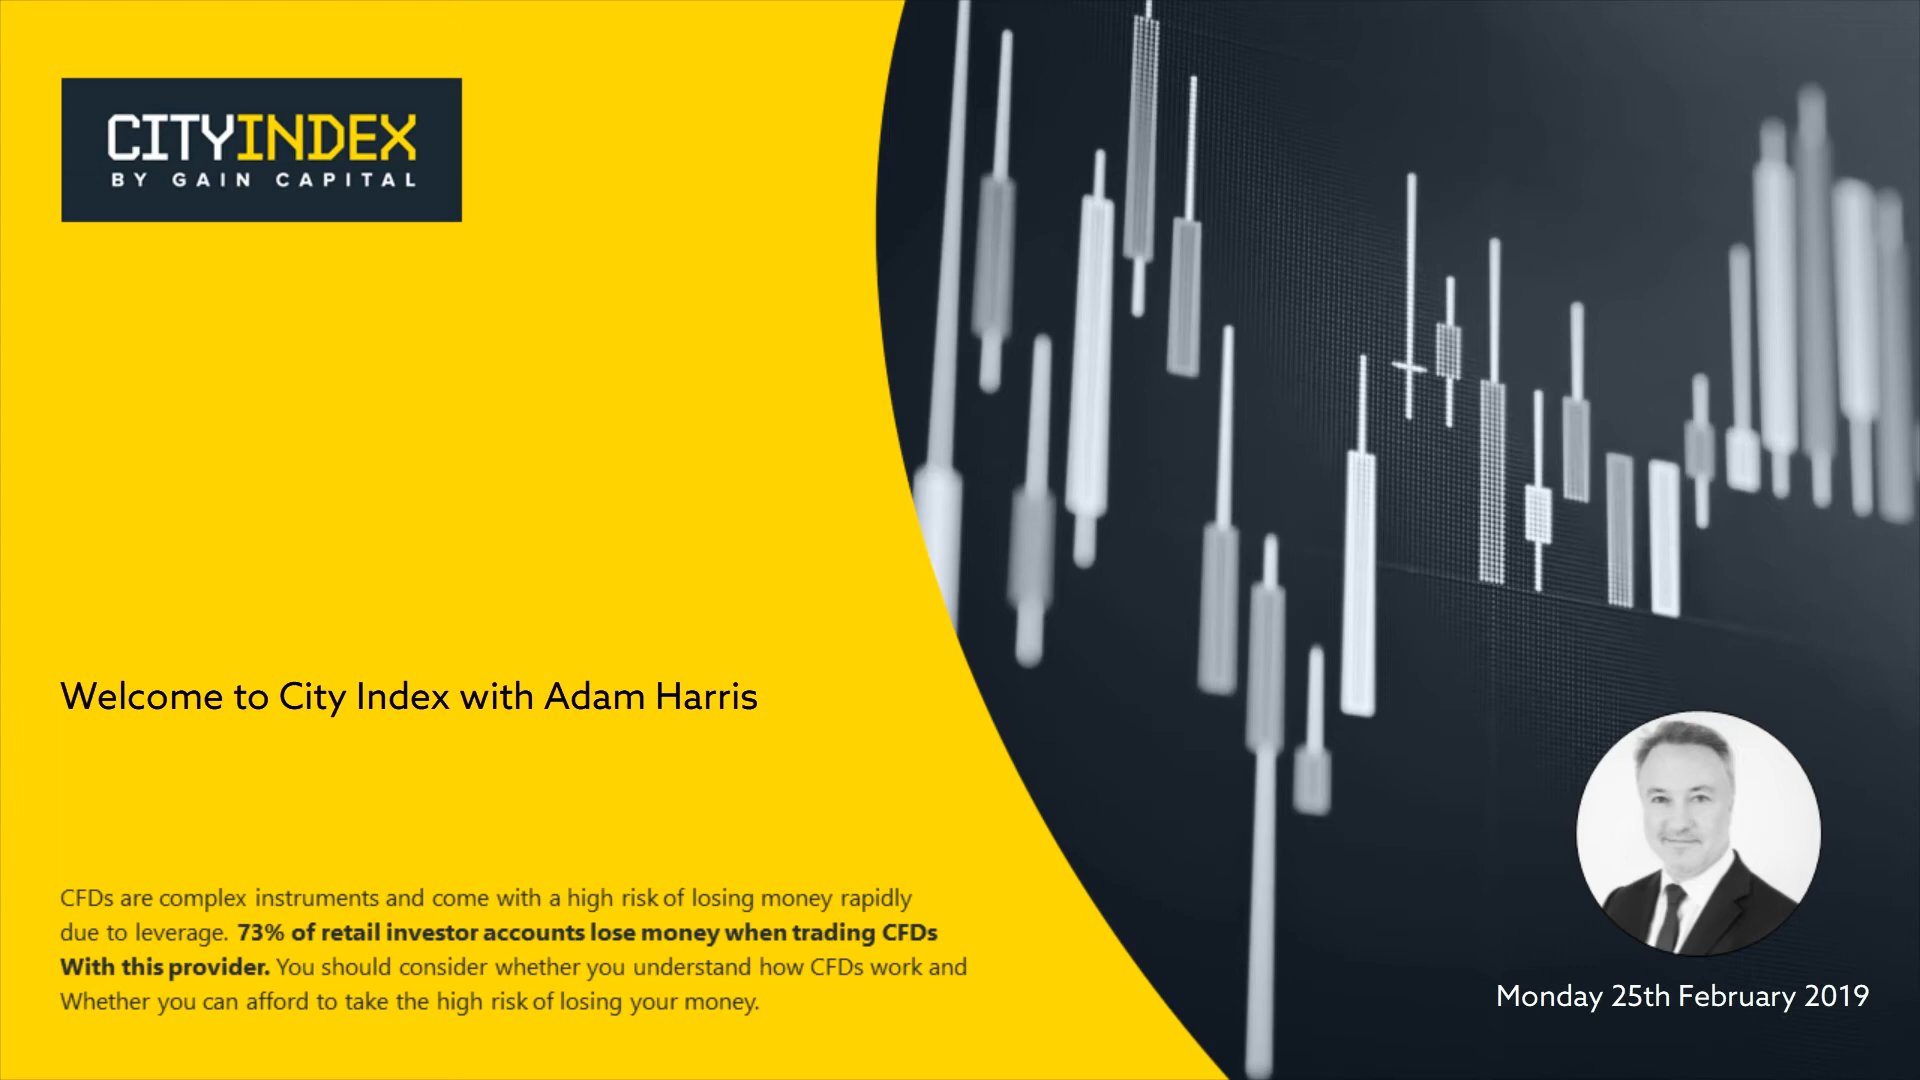 CITYINDEX
BY GAIN CAPITAL
Welcome to City Index with Adam Harris
CFDs are complex instruments and come with a high risk of losing money rapidly
due to leverage. 73% of retail investor accounts lose money when trading CFDs
With this provider. You should consider whether you understand how CFDs work and
Whether you can afford to take the high risk of losing your money.
Monday 25th February 2019